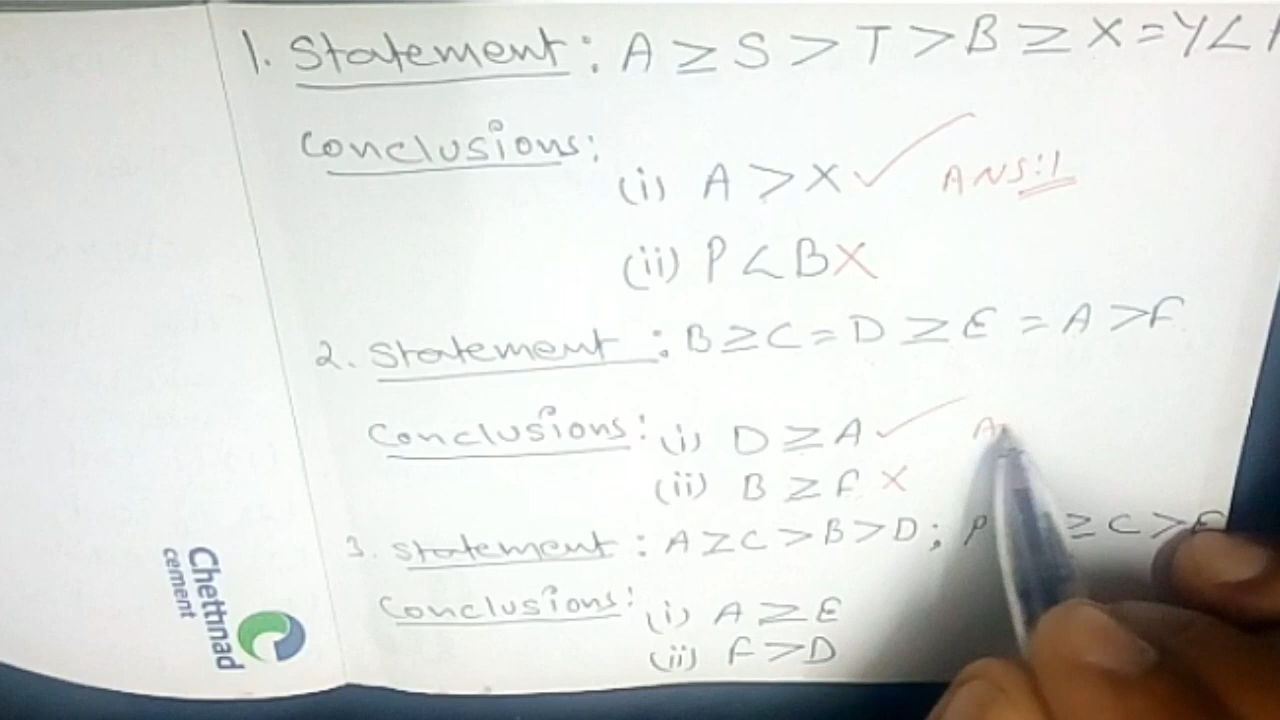 1. Statement: A ≥ S > T > B ≥ X = Y <
Conclusions:
(i) A > X ✓ ANS:1
(ii) P < B X
2. Statement: B ≥ C = D ≥ E = A > F
Conclusions: (i) D ≥ A ✓ A
(ii) B ≥ F X
3. Statement: A ≥ C > B > D; P ≥ C > E
Conclusions: (i) A ≥ E
(ii) F > D
Chettinad
cement